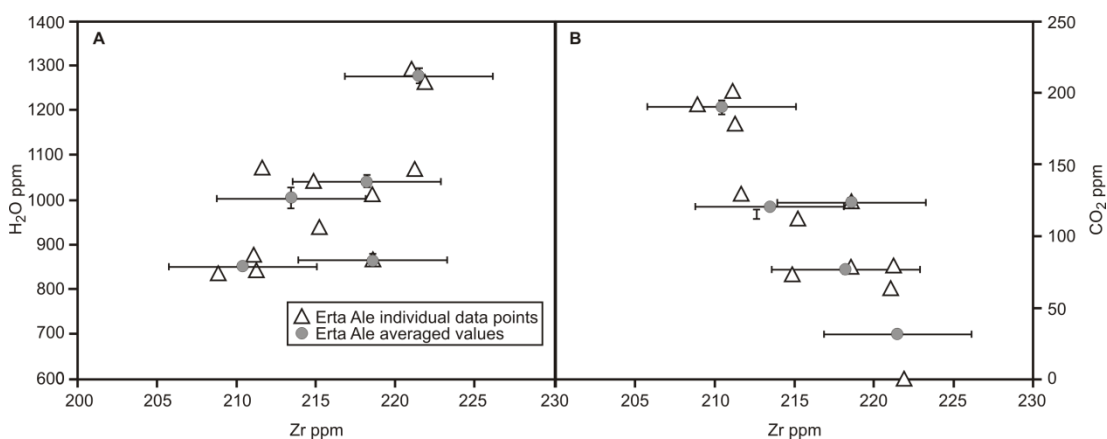 A
B
1400
1300
1200
1100
1000
900
800
700
600
H2O ppm
250
200
150
100
50
0
CO2 ppm
Erta Ale individual data points
Erta Ale averaged values
200 205 210 215 220 225 230 205 210 215 220 225 230
Zr ppm Zr ppm